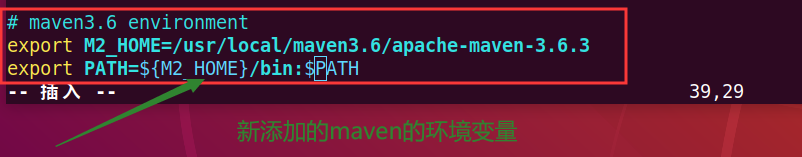 # maven3.6 environment
export M2_HOME=/usr/local/maven3.6/apache-maven-3.6.3
export PATH=${M2_HOME}/bin:$PATH
-- 插入 -- 39,29
新添加的maven的环境变量